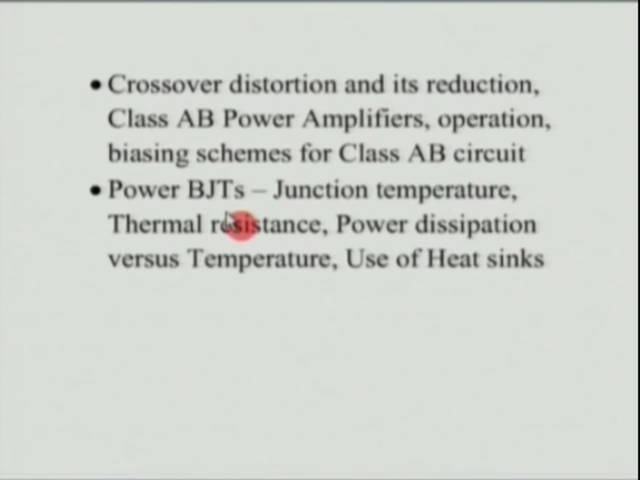 • Crossover distortion and its reduction,
Class AB Power Amplifiers, operation,
biasing schemes for Class AB circuit
• Power BJTs – Junction temperature,
Thermal resistance, Power dissipation
versus Temperature, Use of Heat sinks